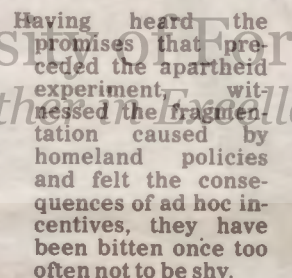 Having heard the
promises that pre-
ceded the apartheid
experiment, wit-
nessed the fragmen-
tation caused by
homeland policies
and felt the conse-
quences of ad hoc in-
centives, they have
been bitten once too
often not to be shy.